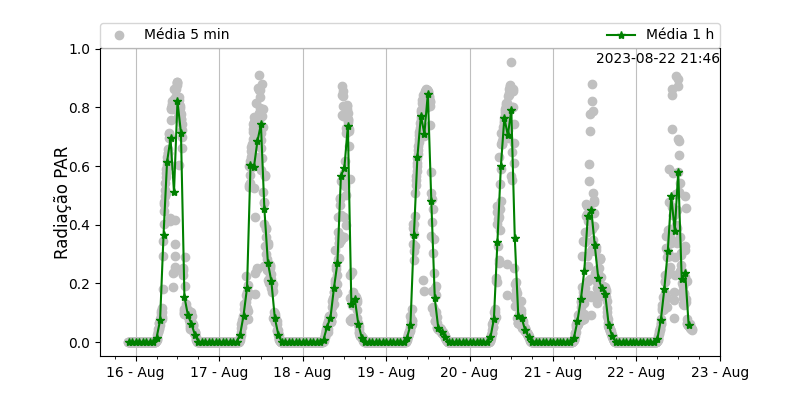 Média 5 min
Média 1 h
2023-08-22 21:46
Radiação PAR
1.0
0.8
0.6
0.4
0.2
0.0
16 - Aug
17 - Aug
18 - Aug
19 - Aug
20 - Aug
21 - Aug
22 - Aug
23 - Aug